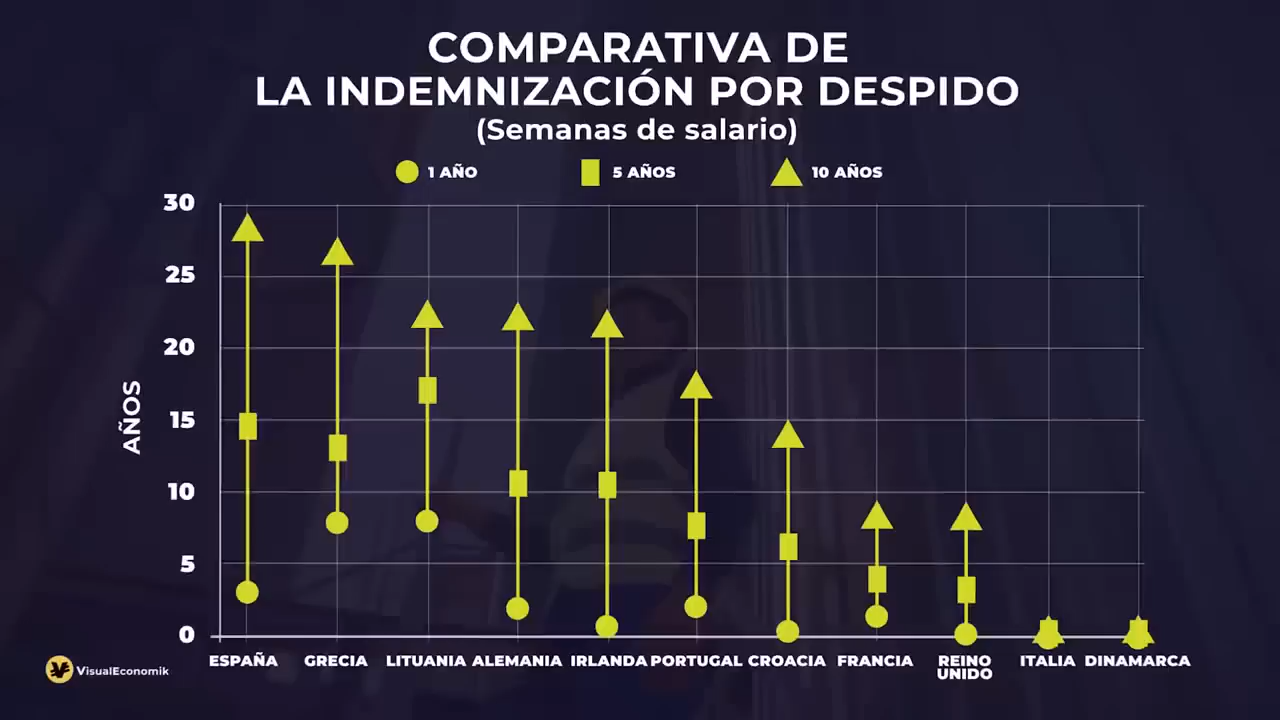 COMPARATIVA DE
LA INDEMNIZACIÓN POR DESPIDO
(Semanas de salario)
1 AÑO 5 AÑOS 10 AÑOS
30
25
20
15
10
5
0
AÑOS
ESPAÑA GRECIA LITUANIA ALEMANIA IRLANDA PORTUGAL CROACIA FRANCIA REINO UNIDO ITALIA DINAMARCA
VisualEconomik